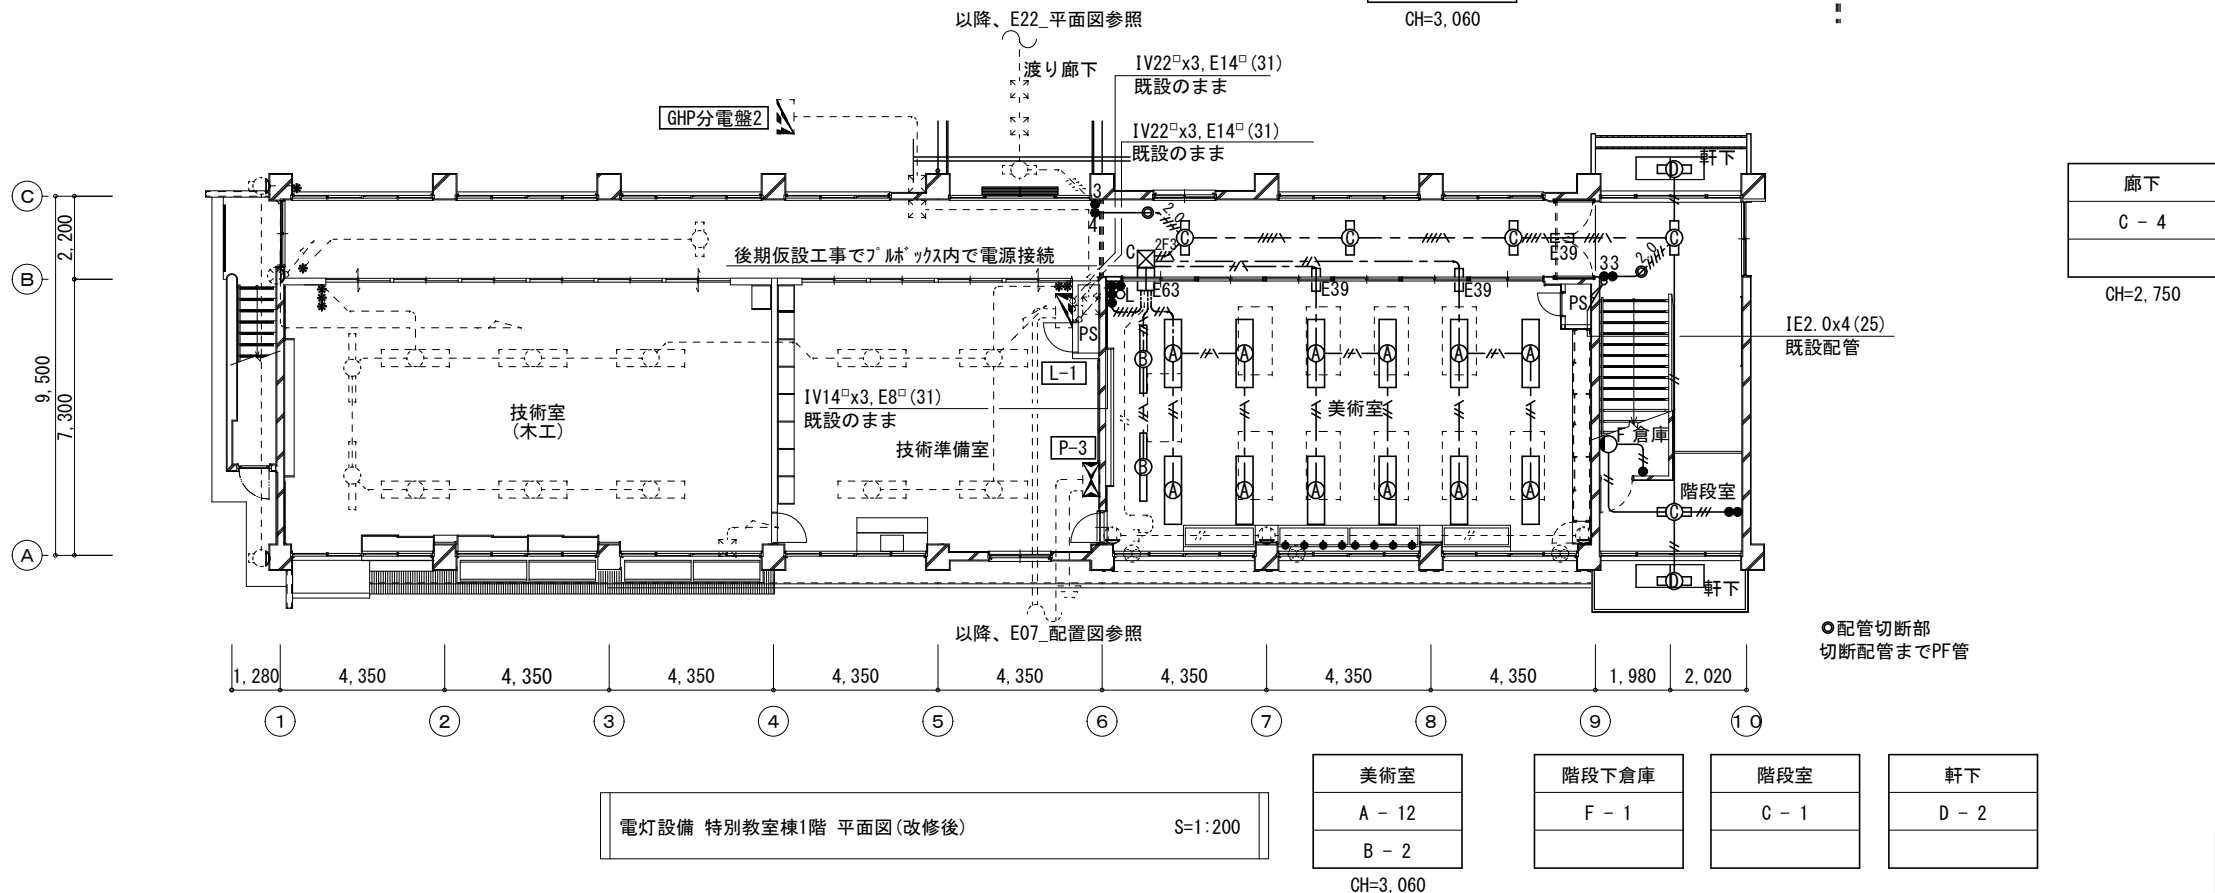 以降、E22_平面図参照
CH=3,060
渡り廊下
IV22□x3,E14□(31)
既設のまま
GHP分電盤2
IV22□x3,E14□(31)
既設のまま
軒下
廊下
C - 4
CH=2,750
C
B
A
2,200
9,500
7,300
3
4
2.0
C
2F3
C
C
C
C
D
E39
2.0
33
後期仮設工事でプルボックス内で電源接続
L
E63
E39
E39
PS
PS
IE2.0x4(25)
既設配管
L-1
B
A
A
A
A
A
A
IV14□x3,E8□(31)
既設のまま
技術室
(木工)
技術準備室
美術室
P-3
B
A
A
A
A
A
A
F
倉庫
階段室
C
D
軒下
以降、E07_配置図参照
配管切断部
切断配管までPF管
1,280
4,350
4,350
4,350
4,350
4,350
4,350
4,350
4,350
1,980
2,020
1
2
3
4
5
6
7
8
9
10
電灯設備 特別教室棟1階 平面図(改修後)
S=1:200
美術室
A - 12
B - 2
CH=3,060
階段下倉庫
F - 1
階段室
C - 1
軒下
D - 2